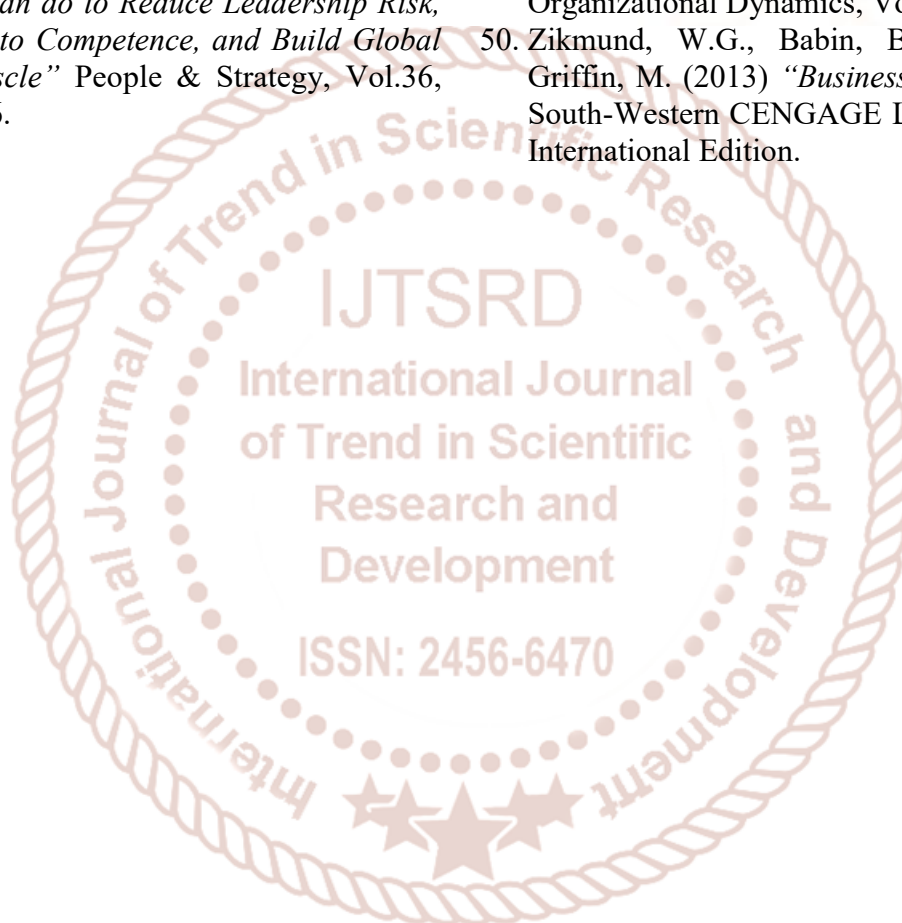 an do to Reduce Leadership Risk,
to Competence, and Build Global
scle” People & Strategy, Vol.36,
Organizational Dynamics, Vo
50. Zikmund, W.G., Babin, B
Griffin, M. (2013) “Business
South-Western CENGAGE L
International Edition.
International Journal of Trend in Scientific Research and Development
IJTSRD
International Journal
of Trend in Scientific
Research and
Development
ISSN: 2456-6470